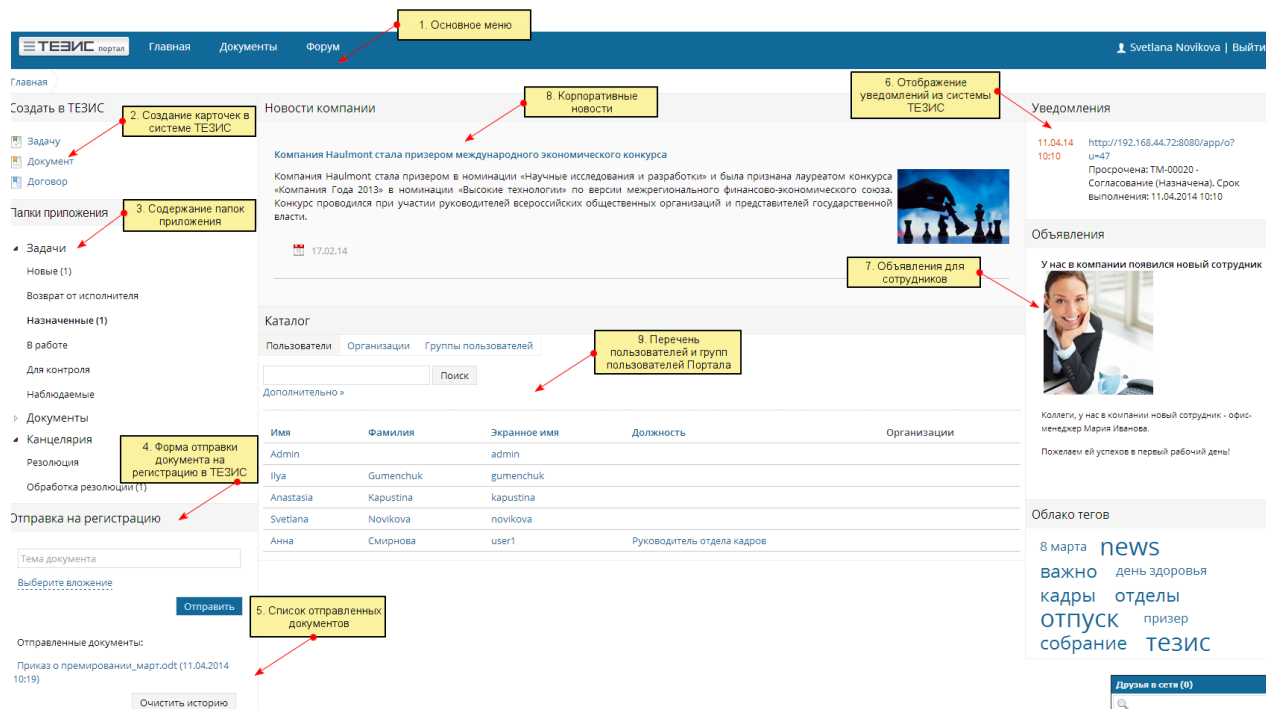 1. Основное меню
ТЕЗИС портал
Главная
Документы
Форум
Svetlana Novikova | Выйти
Главная
Создать в ТЕЗИС
2. Создание карточек в
системе ТЕЗИС
Задачу
Документ
Договор
Папки приложения
3. Содержание папок
приложения
Задачи
Новые (1)
Возврат от исполнителя
Назначенные (1)
В работе
Для контроля
Наблюдаемые
Документы
Канцелярия
Резолюция
Обработка резолюции (1)
4. Форма отправки
документа на
регистрацию в ТЕЗИС
Отправка на регистрацию
Тема документа
Выберите вложение
Отправить
5. Список отправленных
документов
Отправленные документы:
Приказ о премировании_март.odt (11.04.2014
10:19)
Очистить историю
Новости компании
8. Корпоративные
новости
Компания Haulmont стала призером международного экономического конкурса
Компания Haulmont стала призером в номинации «Научные исследования и разработки» и была признана лауреатом конкурса
«Компания Года 2013» в номинации «Высокие технологии» по версии межрегионального финансово-экономического союза.
Конкурс проводился при участии руководителей всероссийских общественных организаций и представителей государственной
власти.
17.02.14
Каталог
Пользователи Организации Группы пользователей
9. Перечень
пользователей и групп
пользователей Портала
Поиск
Дополнительно »
Имя Фамилия Экранное имя Должность Организации
Admin admin
Ilya Gumenchuk gumenchuk
Anastasia Kapustina kapustina
Svetlana Novikova novikova
Анна Смирнова user1 Руководитель отдела кадров
6. Отображение
уведомлений из системы
ТЕЗИС
Уведомления
11.04.14
10:10
http://192.168.44.72:8080/app/o?
u=47
Просрочена: ТМ-00020 -
Согласование (Назначена). Срок
выполнения: 11.04.2014 10:10
Объявления
7. Объявления для
сотрудников
У нас в компании появился новый сотрудник
Коллеги, у нас в компании новый сотрудник - офис-
менеджер Мария Иванова.
Пожелаем ей успехов в первый рабочий день!
Облако тегов
8 марта news
важно день здоровья
кадры отделы
отпуск призер
собрание тезис
Друзья в сети (0)